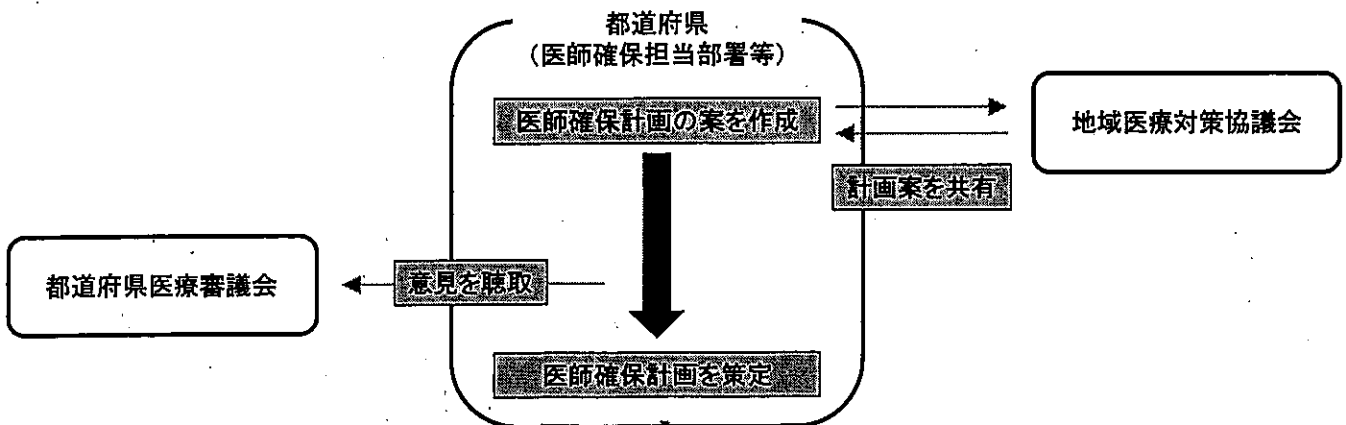 都道府県
（医師確保担当部署等）
医師確保計画の案を作成
地域医療対策協議会
計画案を共有
都道府県医療審議会
意見を聴取
医師確保計画を策定